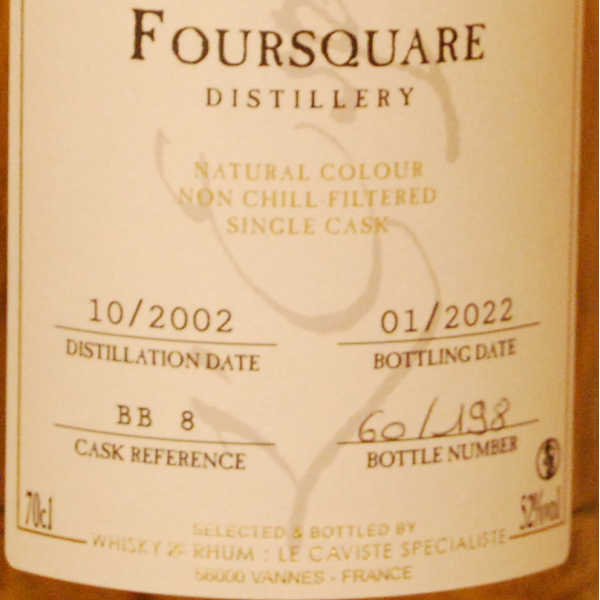 FOURSQUARE
DISTILLERY
NATURAL COLOUR
NON CHILL-FILTERED
SINGLE CASK
10/2002
DISTILLATION DATE
01/2022
BOTTLING DATE
BB 8
CASK REFERENCE
60/198
BOTTLE NUMBER
70cl
52%vol
SELECTED & BOTTLED BY
WHISKY & RHUM : LE CAVISTE SPECIALISTE
56000 VANNES - FRANCE